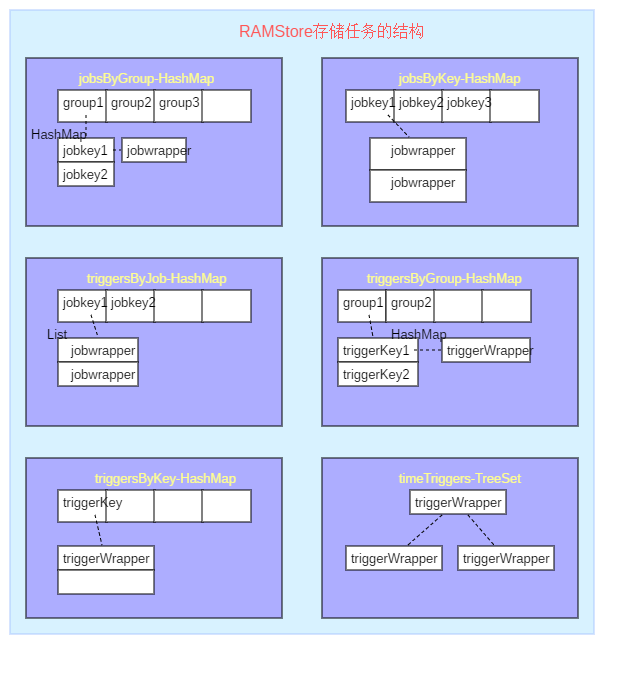 RAMStore存储任务的结构
jobsByGroup-HashMap
group1 group2 group3
HashMap
jobkey1 jobwrapper
jobkey2
jobsByKey-HashMap
jobkey1 jobkey2 jobkey3
jobwrapper
jobwrapper
triggersByJob-HashMap
jobkey1 jobkey2
List
jobwrapper
jobwrapper
triggersByGroup-HashMap
group1 group2
HashMap
triggerKey1 triggerWrapper
triggerKey2
triggersByKey-HashMap
triggerKey
triggerWrapper
timeTriggers-TreeSet
triggerWrapper
triggerWrapper triggerWrapper